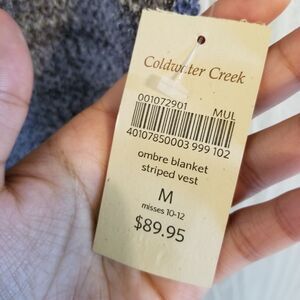 Coldwater Creek
001072901 MUL
40107850003 999 102
ombre blanket
striped vest
M
misses 10-12
$89.95